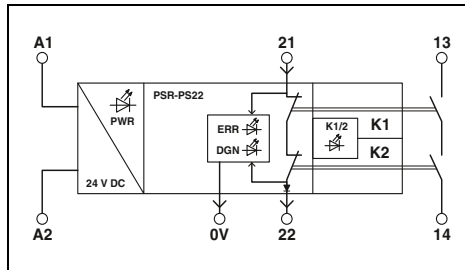 A1 21 13
PSR-PS22
PWR ERR K1/2 K1
DGN K2
24 V DC
A2 0V 22 14